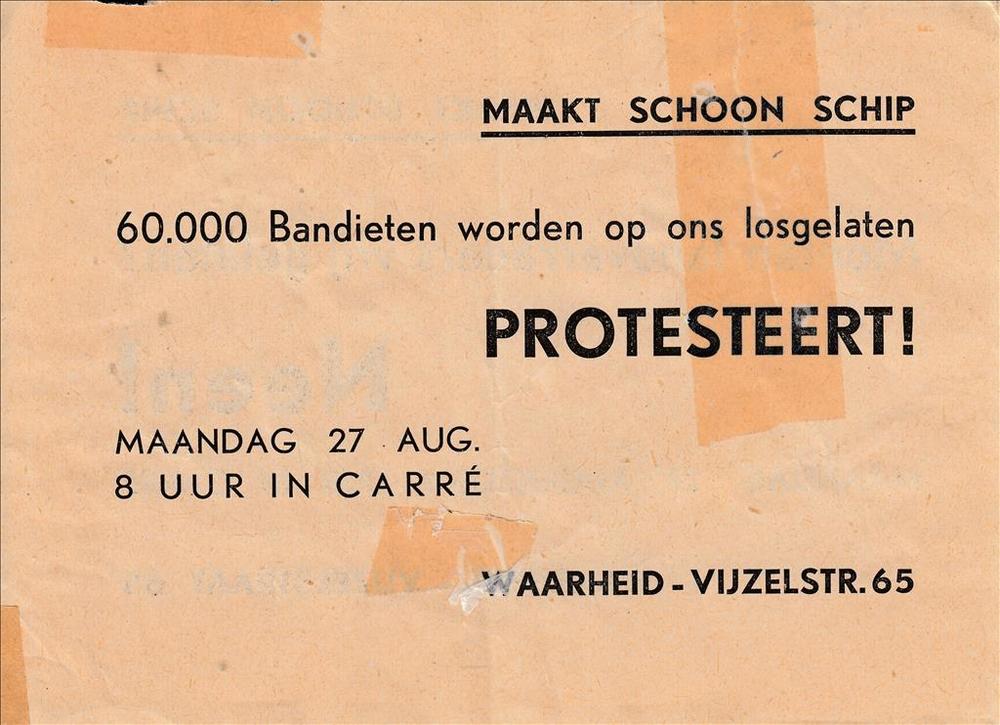 MAAKT SCHOON SCHIP
60.000 Bandieten worden op ons losgelaten
PROTESTEERT!
MAANDAG 27 AUG.
8 UUR IN CARRÉ
WAARHEID - VIJZELSTR. 65